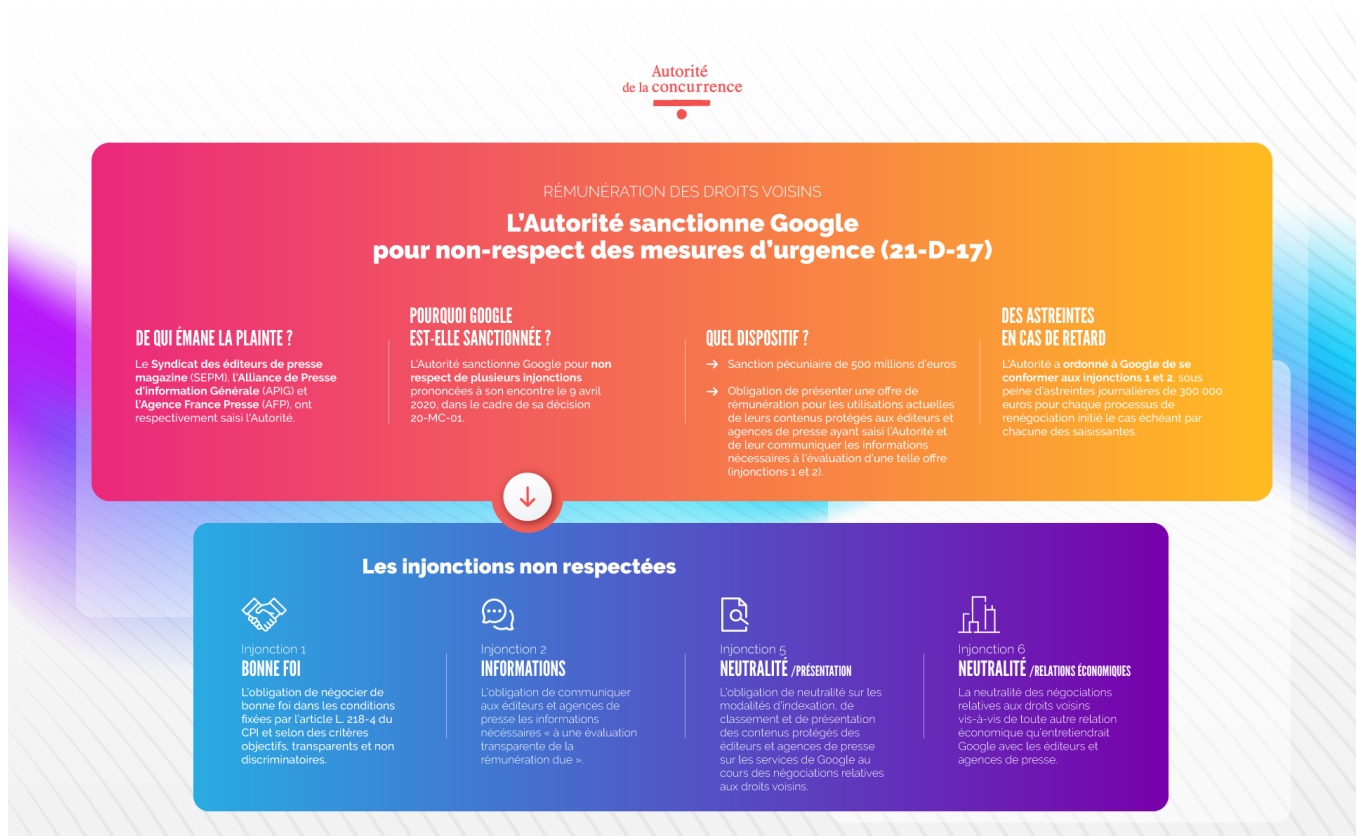 Autorité
de la concurrence
RÉMUNÉRATION DES DROITS VOISINS
L'Autorité sanctionne Google
pour non-respect des mesures d'urgence (21-D-17)
DE QUI ÉMANE LA PLAINTE ?
Le Syndicat des éditeurs de presse
magazine (SEPM), l'Alliance de Presse
d'information Générale (APIG) et
l'Agence France Presse (AFP), ont
respectivement saisi l'Autorité.
POURQUOI GOOGLE
EST-ELLE SANCTIONNÉE ?
L'Autorité sanctionne Google pour non
respect de plusieurs injonctions
prononcées à son encontre le 9 avril
2020, dans le cadre de sa décision
20-MC-01.
QUEL DISPOSITIF ?
→ Sanction pécuniaire de 500 millions d'euros
→ Obligation de présenter une offre de
rémunération pour les utilisations actuelles
de leurs contenus protégés aux éditeurs et
agences de presse ayant saisi l'Autorité et
de leur communiquer les informations
nécessaires à l'évaluation d'une telle offre
(injonctions 1 et 2).
DES ASTREINTES
EN CAS DE RETARD
L'Autorité a ordonné à Google de se
conformer aux injonctions 1 et 2, sous
peine d'astreintes journalières de 300 000
euros pour chaque processus de
renégociation initié le cas échéant par
chacune des saisissantes.
Les injonctions non respectées
Injonction 1
BONNE FOI
L'obligation de négocier de
bonne foi dans les conditions
fixées par l'article L. 218-4 du
CPI et selon des critères
objectifs, transparents et non
discriminatoires.
Injonction 2
INFORMATIONS
L'obligation de communiquer
aux éditeurs et agences de
presse les informations
nécéssaires « à une évaluation
transparente de la
rémunération due ».
Injonction 5
NEUTRALITÉ /PRÉSENTATION
L'obligation de neutralité sur les
modalités d'indexation, de
classement et de présentation
des contenus protégés des
éditeurs et agences de presse
sur les services de Google au
cours des négociations relatives
aux droits voisins.
Injonction 6
NEUTRALITÉ /RELATIONS ÉCONOMIQUES
La neutralité des négociations
relatives aux droits voisins
vis-à-vis de toute autre relation
économique qu'entretiendrait
Google avec les éditeurs et
agences de presse.